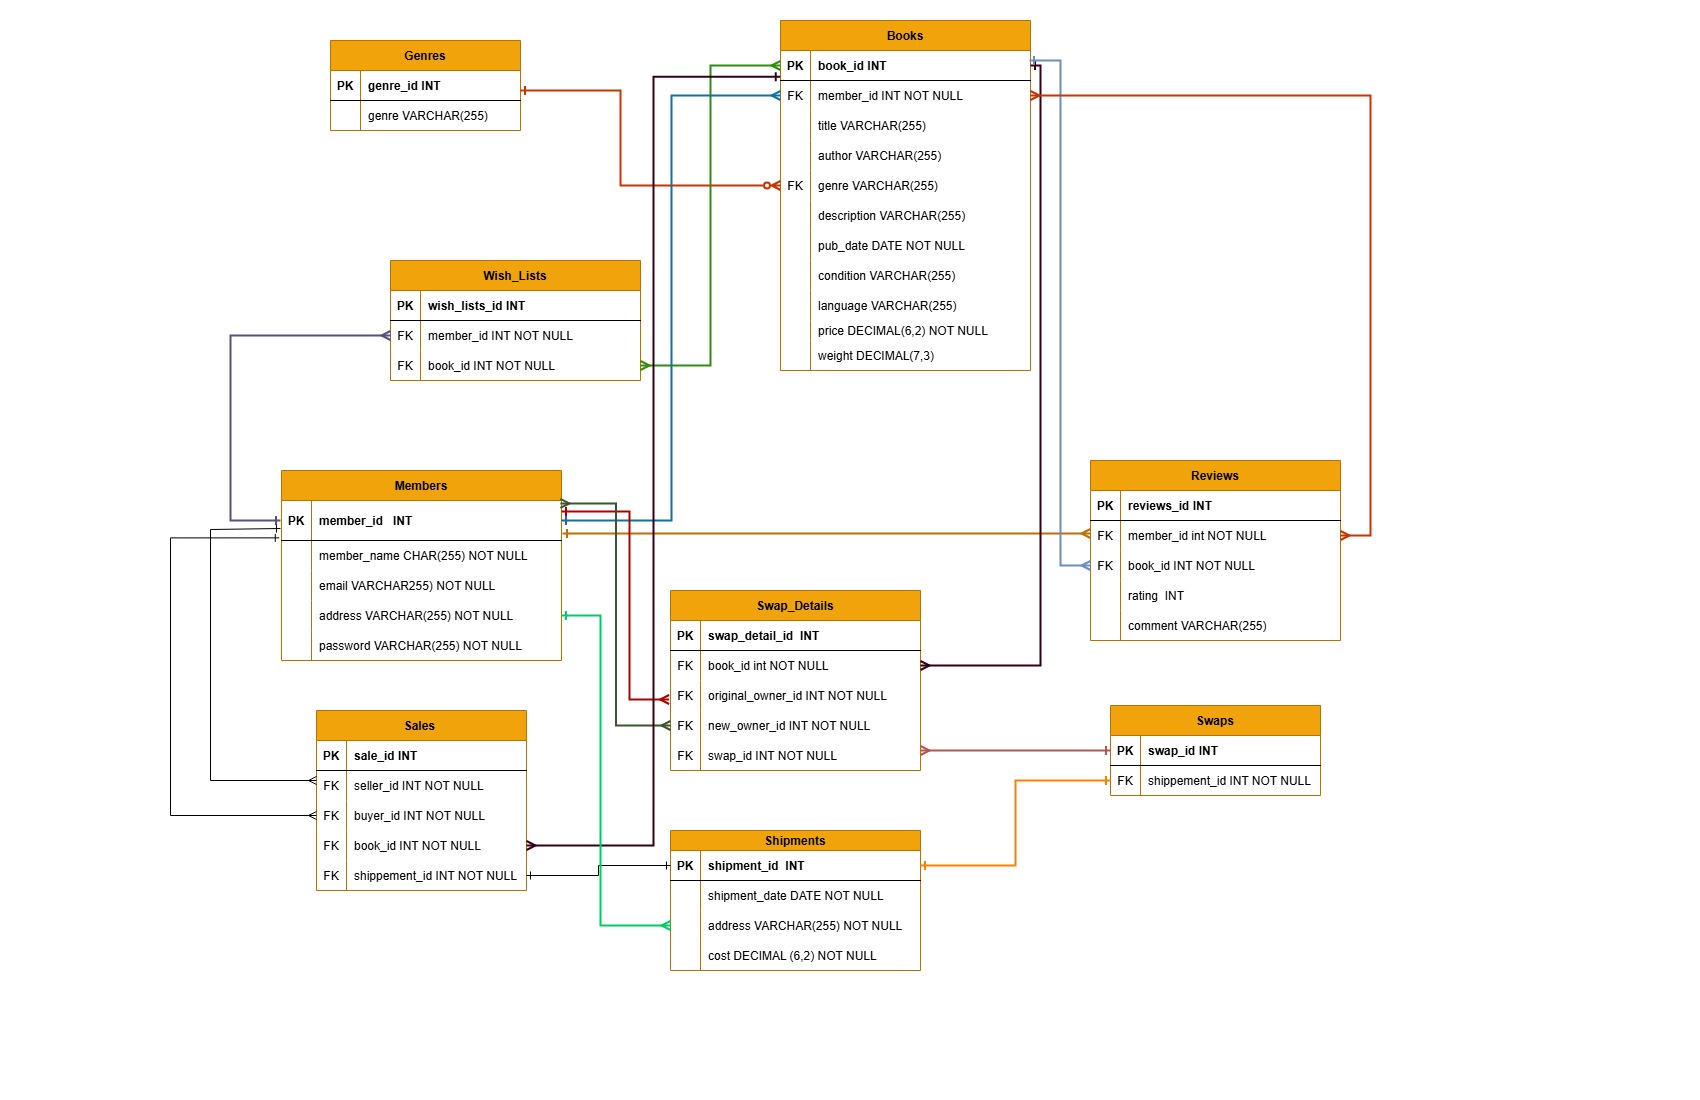 Genres
PK genre_id INT
genre VARCHAR(255)
Books
PK book_id INT
FK member_id INT NOT NULL
title VARCHAR(255)
author VARCHAR(255)
FK genre VARCHAR(255)
description VARCHAR(255)
pub_date DATE NOT NULL
condition VARCHAR(255)
language VARCHAR(255)
price DECIMAL(6,2) NOT NULL
weight DECIMAL(7,3)
Wish_Lists
PK wish_lists_id INT
FK member_id INT NOT NULL
FK book_id INT NOT NULL
Members
PK member_id INT
member_name CHAR(255) NOT NULL
email VARCHAR255) NOT NULL
address VARCHAR(255) NOT NULL
password VARCHAR(255) NOT NULL
Reviews
PK reviews_id INT
FK member_id int NOT NULL
FK book_id INT NOT NULL
rating INT
comment VARCHAR(255)
Swap_Details
PK swap_detail_id INT
FK book_id int NOT NULL
FK original_owner_id INT NOT NULL
FK new_owner_id INT NOT NULL
FK swap_id INT NOT NULL
Swaps
PK swap_id INT
FK shippement_id INT NOT NULL
Sales
PK sale_id INT
FK seller_id INT NOT NULL
FK buyer_id INT NOT NULL
FK book_id INT NOT NULL
FK shippement_id INT NOT NULL
Shipments
PK shipment_id INT
shipment_date DATE NOT NULL
address VARCHAR(255) NOT NULL
cost DECIMAL (6,2) NOT NULL